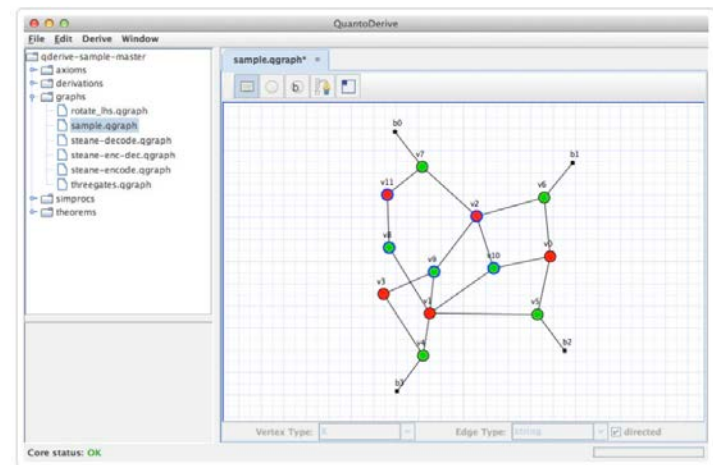 QuantoDerive
File Edit Derive Window
qderive-sample-master
axioms
derivations
graphs
rotate_lhs.qgraph
sample.qgraph
steane-decode.qgraph
steane-enc-dec.qgraph
steane-encode.qgraph
threegates.qgraph
simprocs
theorems
sample.qgraph*
b
b0
v7
b1
v11
v6
v2
v8
v0
v9
v10
v3
v1
v5
v4
b2
b3
Vertex Type: X Edge Type: string directed
Core status: OK